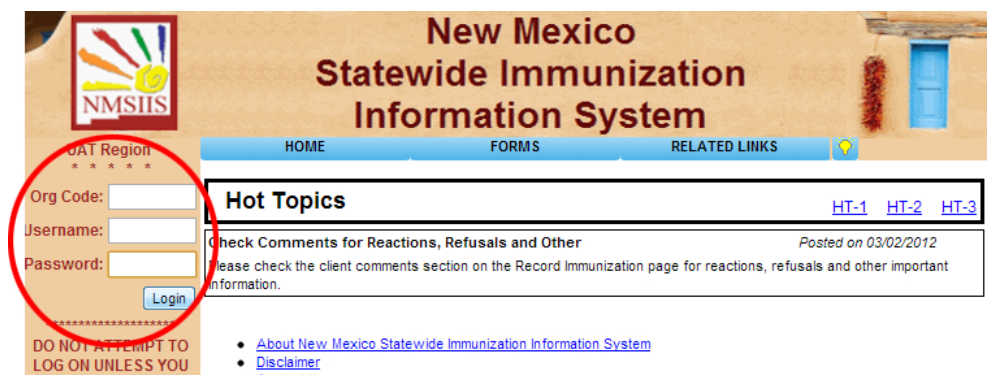 New Mexico
Statewide Immunization
Information System
NMSIIS
UAT Region
* * * * *
HOME FORMS RELATED LINKS
Org Code:
Username:
Password:
Login
********************
DO NOT ATTEMPT TO
LOG ON UNLESS YOU
Hot Topics HT-1 HT-2 HT-3
Check Comments for Reactions, Refusals and Other Posted on 03/02/2012
Please check the client comments section on the Record Immunization page for reactions, refusals and other important
information.
About New Mexico Statewide Immunization Information System
Disclaimer